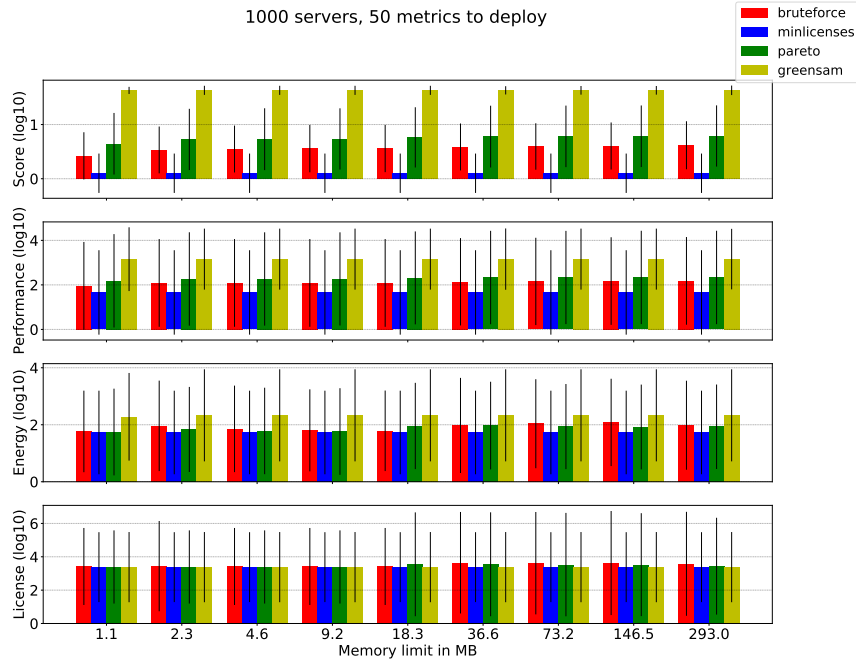 1000 servers, 50 metrics to deploy
bruteforce
minlicenses
pareto
greensam
Score (log10)
1
0
Performance (log10)
4
2
0
Energy (log10)
4
2
0
License (log10)
6
4
2
0
1.1 2.3 4.6 9.2 18.3 36.6 73.2 146.5 293.0
Memory limit in MB